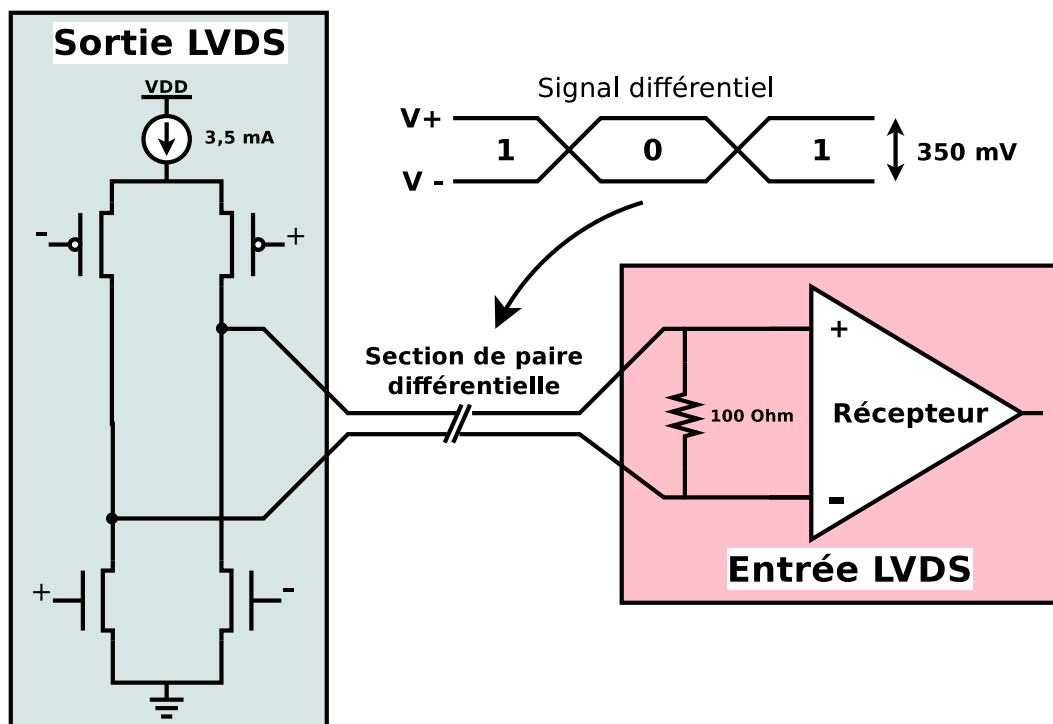 Sortie LVDS
VDD
3,5 mA
-
+
+
-
Signal différentiel
V+
V -
1
0
1
350 mV
Section de paire
différentielle
100 Ohm
+
-
Récepteur
Entrée LVDS